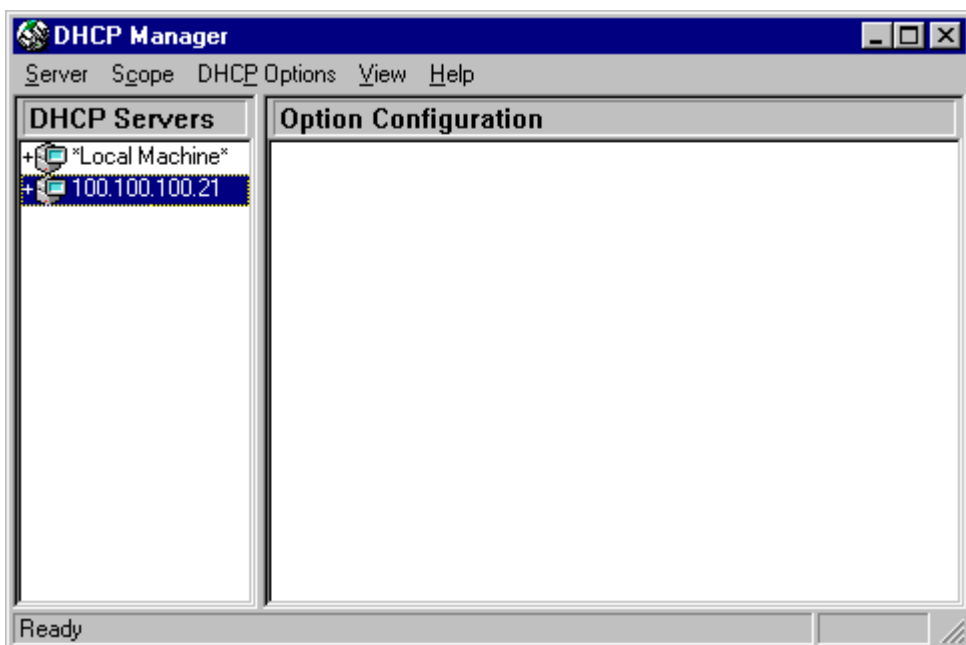 DHCP Manager
Server Scope DHCP Options View Help
DHCP Servers
Option Configuration
*Local Machine*
100.100.100.21
Ready